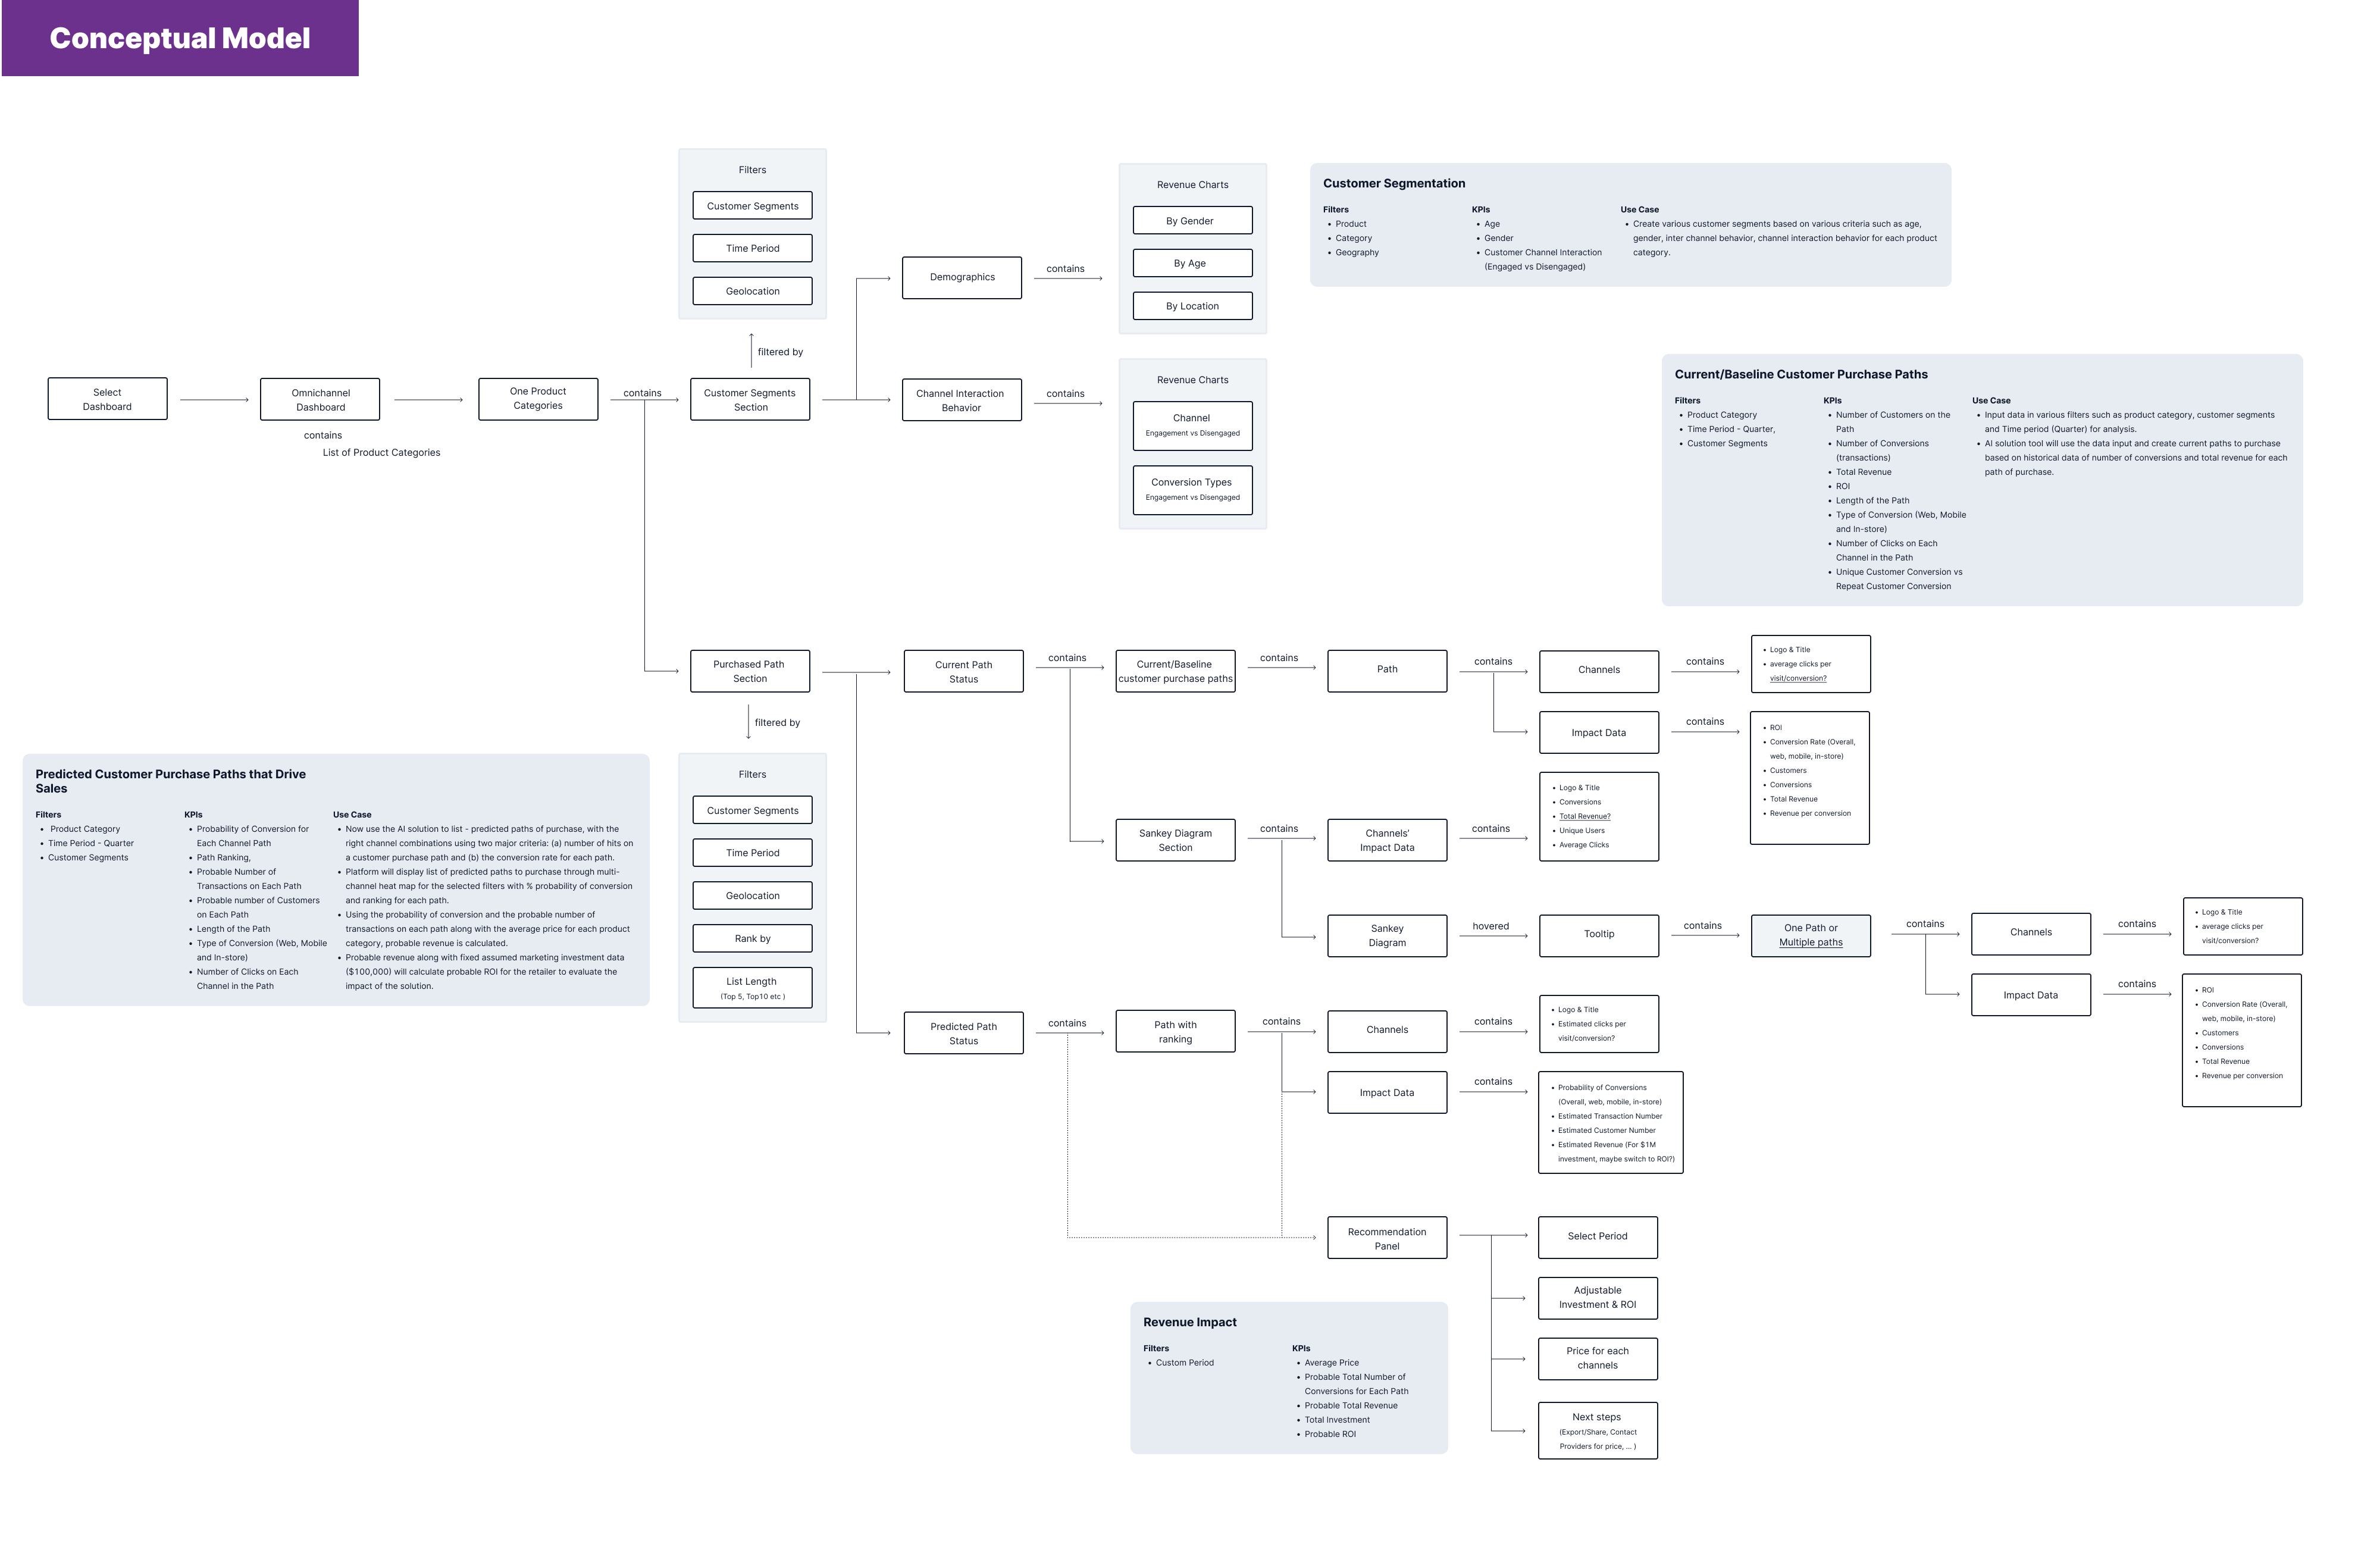 Conceptual Model
Filters
Customer Segments
Time Period
Geolocation
filtered by
Revenue Charts
By Gender
By Age
By Location
Customer Segmentation
Filters
• Product
• Category
• Geography
KPIs
• Age
• Gender
• Customer Channel Interaction
(Engaged vs Disengaged)
Use Case
• Create various customer segments based on various criteria such as age,
gender, inter channel behavior, channel interaction behavior for each product
category.
Demographics
contains
Select
Dashboard
Omnichannel
Dashboard
contains
List of Product Categories
One Product
Categories
contains
Customer Segments
Section
Channel Interaction
Behavior
contains
Revenue Charts
Channel
Engagement vs Disengaged
Conversion Types
Engagement vs Disengaged
Current/Baseline Customer Purchase Paths
Filters
• Product Category
• Time Period - Quarter,
• Customer Segments
KPIs
• Number of Customers on the
Path
• Number of Conversions
(transactions)
• Total Revenue
• ROI
• Length of the Path
• Type of Conversion (Web, Mobile
and In-store)
• Number of Clicks on Each
Channel in the Path
• Unique Customer Conversion vs
Repeat Customer Conversion
Use Case
• Input data in various filters such as product category, customer segments
and Time period (Quarter) for analysis.
• AI solution tool will use the data input and create current paths to purchase
based on historical data of number of conversions and total revenue for each
path of purchase.
Purchased Path
Section
filtered by
Current Path
Status
contains
Current/Baseline
customer purchase paths
contains
Path
contains
Channels
contains
• Logo & Title
• average clicks per
visit/conversion?
Impact Data
contains
• ROI
• Conversion Rate (Overall,
web, mobile, in-store)
• Customers
• Conversions
• Total Revenue
• Revenue per conversion
Predicted Customer Purchase Paths that Drive
Sales
Filters
• Product Category
• Time Period - Quarter
• Customer Segments
KPIs
• Probability of Conversion for
Each Channel Path
• Path Ranking,
• Probable Number of
Transactions on Each Path
• Probable number of Customers
on Each Path
• Length of the Path
• Type of Conversion (Web, Mobile
and In-store)
• Number of Clicks on Each
Channel in the Path
Use Case
• Now use the AI solution to list - predicted paths of purchase, with the
right channel combinations using two major criteria: (a) number of hits on
a customer purchase path and (b) the conversion rate for each path.
• Platform will display list of predicted paths to purchase through multi-
channel heat map for the selected filters with % probability of conversion
and ranking for each path.
• Using the probability of conversion and the probable number of
transactions on each path along with the average price for each product
category, probable revenue is calculated.
• Probable revenue along with fixed assumed marketing investment data
($100,000) will calculate probable ROI for the retailer to evaluate the
impact of the solution.
Filters
Customer Segments
Time Period
Geolocation
Rank by
List Length
(Top 5, Top10 etc )
Sankey Diagram
Section
contains
Channels'
Impact Data
contains
• Logo & Title
• Conversions
• Total Revenue?
• Unique Users
• Average Clicks
Sankey
Diagram
hovered
Tooltip
contains
One Path or
Multiple paths
contains
Channels
contains
• Logo & Title
• average clicks per
visit/conversion?
Impact Data
contains
• ROI
• Conversion Rate (Overall,
web, mobile, in-store)
• Customers
• Conversions
• Total Revenue
• Revenue per conversion
Predicted Path
Status
contains
Path with
ranking
contains
Channels
contains
• Logo & Title
• Estimated clicks per
visit/conversion?
Impact Data
contains
• Probability of Conversions
(Overall, web, mobile, in-store)
• Estimated Transaction Number
• Estimated Customer Number
• Estimated Revenue (For $1M
investment, maybe switch to ROI?)
Recommendation
Panel
Select Period
Adjustable
Investment & ROI
Price for each
channels
Next steps
(Export/Share, Contact
Providers for price, ... )
Revenue Impact
Filters
• Custom Period
KPIs
• Average Price
• Probable Total Number of
Conversions for Each Path
• Probable Total Revenue
• Total Investment
• Probable ROI